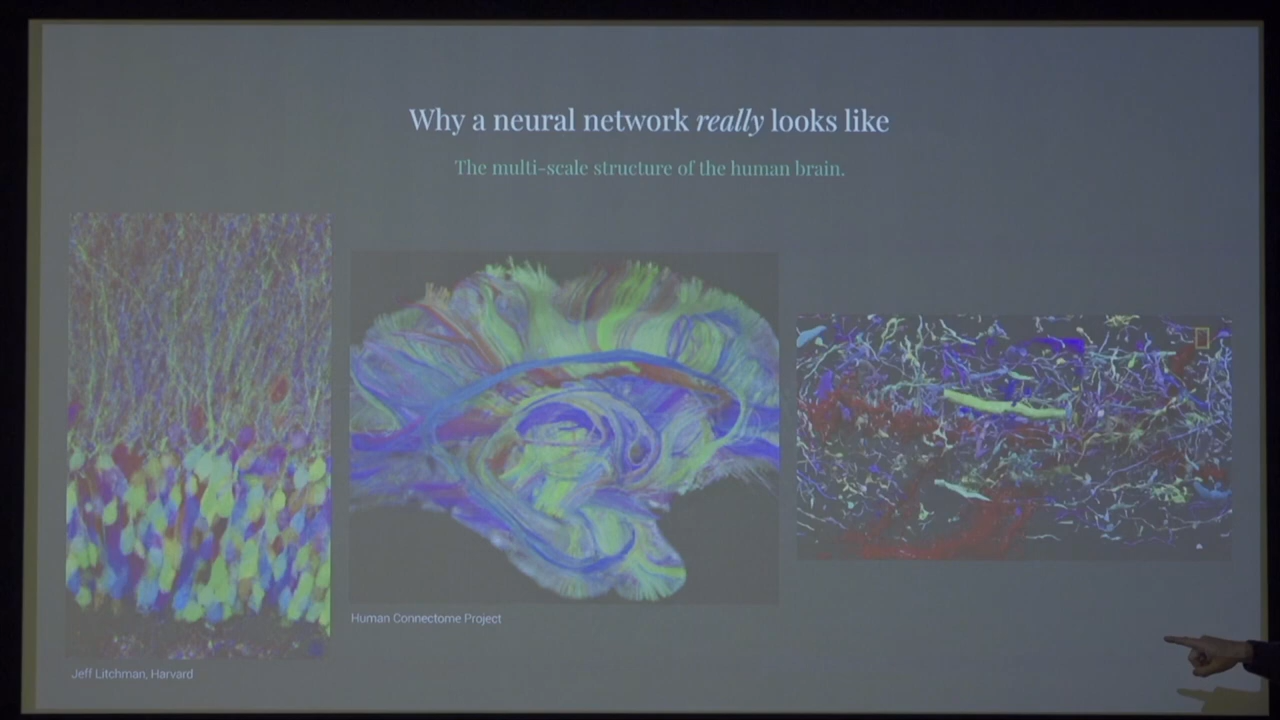 Why a neural network really looks like
The multi-scale structure of the human brain.
Human Connectome Project
Jeff Litchman, Harvard